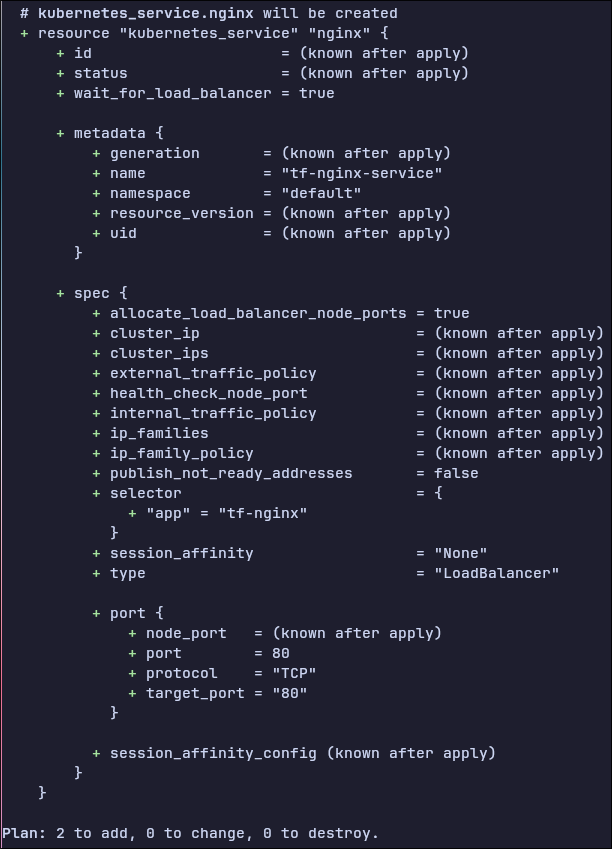 # kubernetes_service.nginx will be created
+ resource "kubernetes_service" "nginx" {
+ id = (known after apply)
+ status = (known after apply)
+ wait_for_load_balancer = true
+ metadata {
+ generation = (known after apply)
+ name = "tf-nginx-service"
+ namespace = "default"
+ resource_version = (known after apply)
+ uid = (known after apply)
}
+ spec {
+ allocate_load_balancer_node_ports = true
+ cluster_ip = (known after apply)
+ cluster_ips = (known after apply)
+ external_traffic_policy = (known after apply)
+ health_check_node_port = (known after apply)
+ internal_traffic_policy = (known after apply)
+ ip_families = (known after apply)
+ ip_family_policy = (known after apply)
+ publish_not_ready_addresses = false
+ selector = {
+ "app" = "tf-nginx"
}
+ session_affinity = "None"
+ type = "LoadBalancer"
+ port {
+ node_port = (known after apply)
+ port = 80
+ protocol = "TCP"
+ target_port = "80"
}
+ session_affinity_config (known after apply)
}
}
Plan: 2 to add, 0 to change, 0 to destroy.